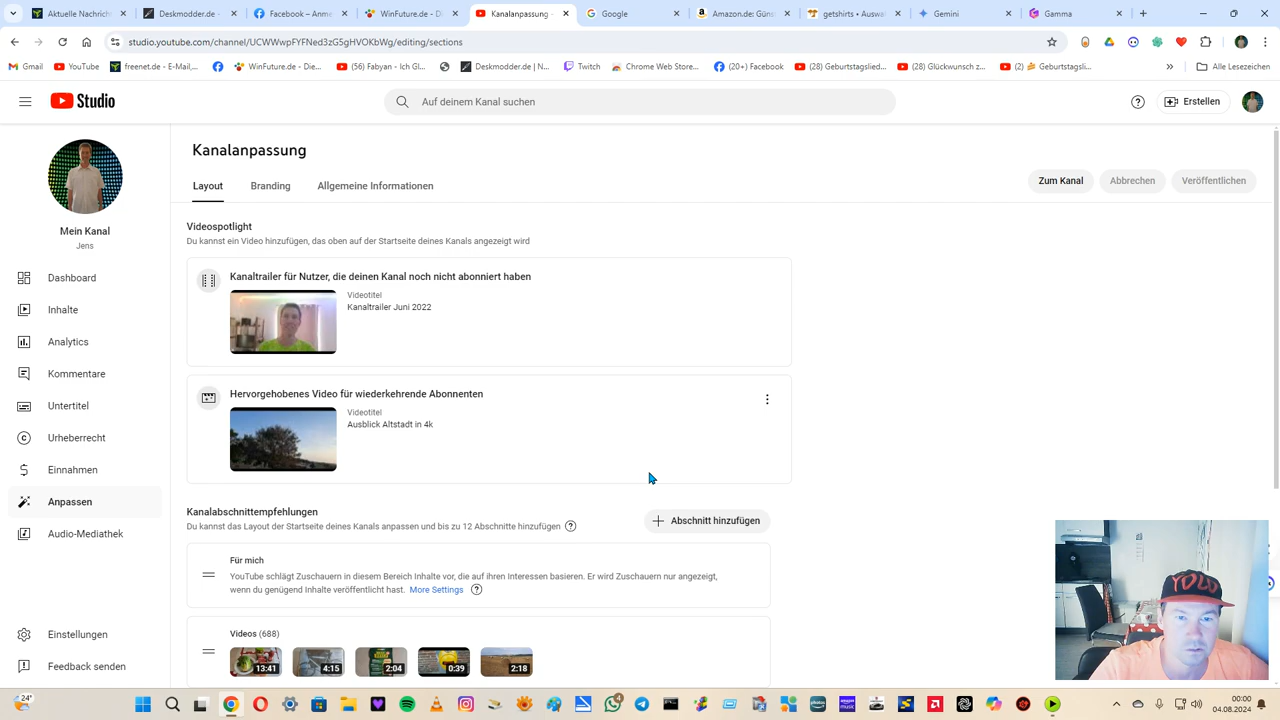 Aktuelle N
Deskmodder.d
Für mehrere N
WinFuture.de - D
Kanalanpassung -
Google
Amazon.de: Gün
getshirts - Auswa
Gemini
Amazon Music
Aktuelle
studio.youtube.com/channel/UCWWwpFYFNed3zG5gHVOKbWg/editing/sections
Gmail
YouTube
freenet.de - E-Mail,...
WinFuture.de - Die...
(56) Fabyan - Ich Gl...
Deskmodder.de | N...
Twitch
Chrome Web Store...
(20+) Facebook
(28) Geburtstagslied...
(28) Glückwunsch z...
(2) Geburtstagsli...
»
Alle Lesezeichen
Studio
Auf deinem Kanal suchen
Erstellen
Kanalanpassung
Layout
Branding
Allgemeine Informationen
Zum Kanal
Abbrechen
Veröffentlichen
Mein Kanal
Jens
Dashboard
Inhalte
Analytics
Kommentare
Untertitel
Urheberrecht
Einnahmen
Anpassen
Audio-Mediathek
Einstellungen
Feedback senden
Videospotlight
Du kannst ein Video hinzufügen, das oben auf der Startseite deines Kanals angezeigt wird
Kanaltrailer für Nutzer, die deinen Kanal noch nicht abonniert haben
Videotitel
Kanaltrailer Juni 2022
Hervorgehobenes Video für wiederkehrende Abonnenten
Videotitel
Ausblick Altstadt in 4k
Kanalabschnittempfehlungen
Du kannst das Layout der Startseite deines Kanals anpassen und bis zu 12 Abschnitte hinzufügen
Abschnitt hinzufügen
Für mich
YouTube schlägt Zuschauern in diesem Bereich Inhalte vor, die auf ihren Interessen basieren. Er wird Zuschauern nur angezeigt,
wenn du genügend Inhalte veröffentlicht hast. More Settings
Videos (688)
13:41
4:15
2:04
0:39
2:18
YOLO
24°
4
00:00
04.08.2024